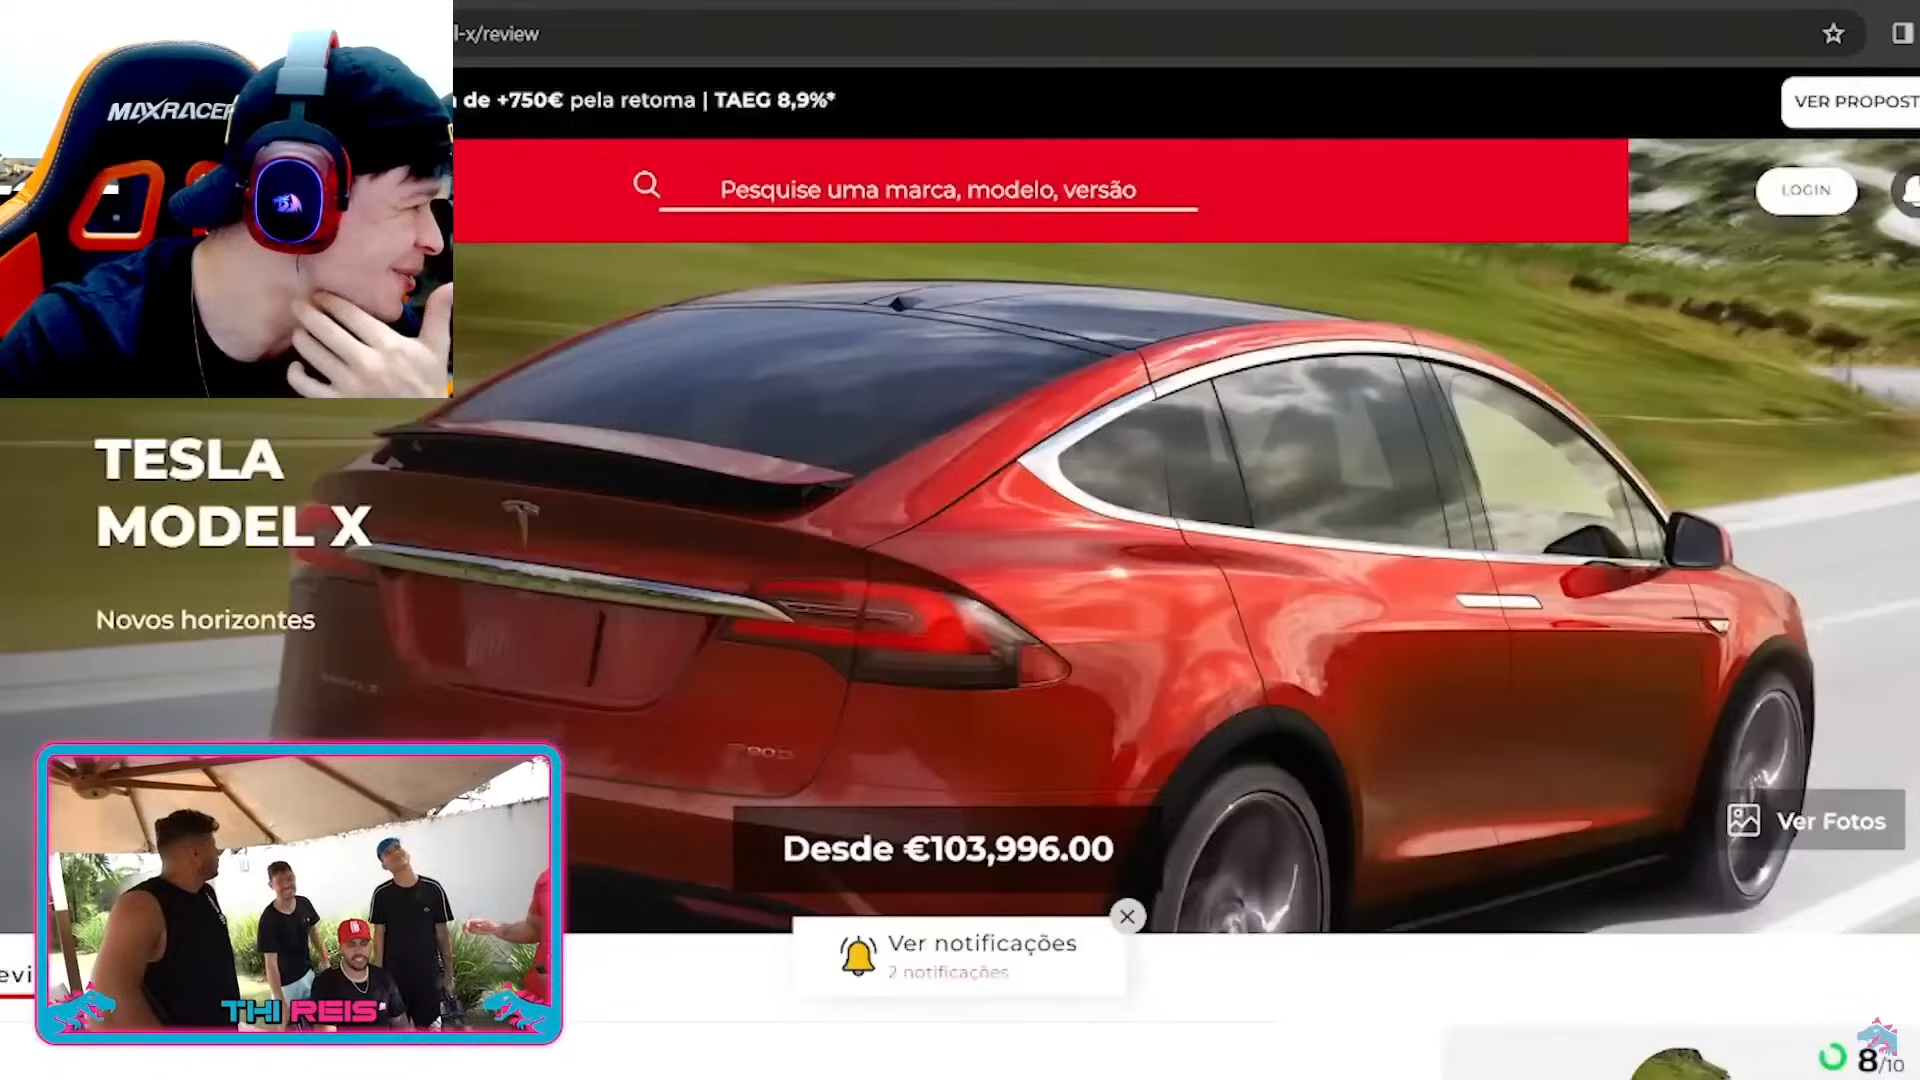 l-x/review
de +750€ pela retoma | TAEG 8,9%*
VER PROPOST
MAXRACER
Pesquise uma marca, modelo, versão
LOGIN
TESLA
MODEL X
Novos horizontes
Desde €103,996.00
Ver Fotos
Ver notificações
2 notificações
evi
THI REIS
8/10